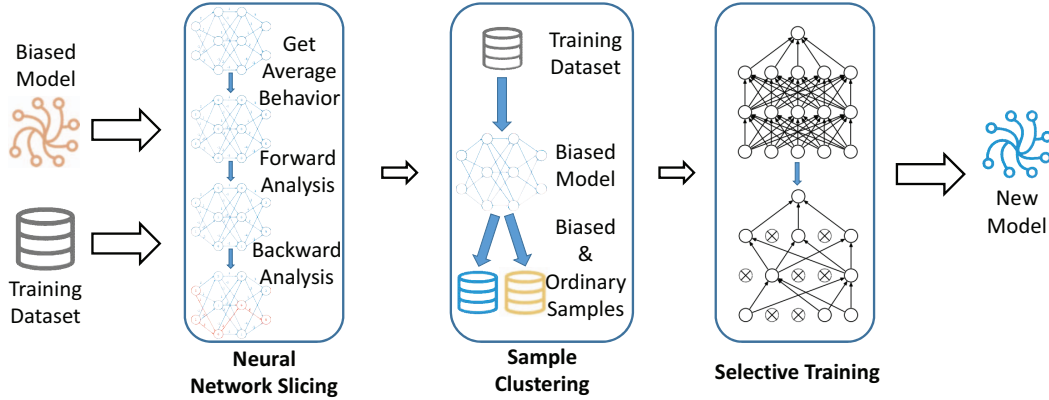 Biased
Model
Training
Dataset
Get
Average
Behavior
Forward
Analysis
Backward
Analysis
Neural
Network Slicing
Training
Dataset
Biased
Model
Biased
&
Ordinary
Samples
Sample
Clustering
Selective Training
New
Model